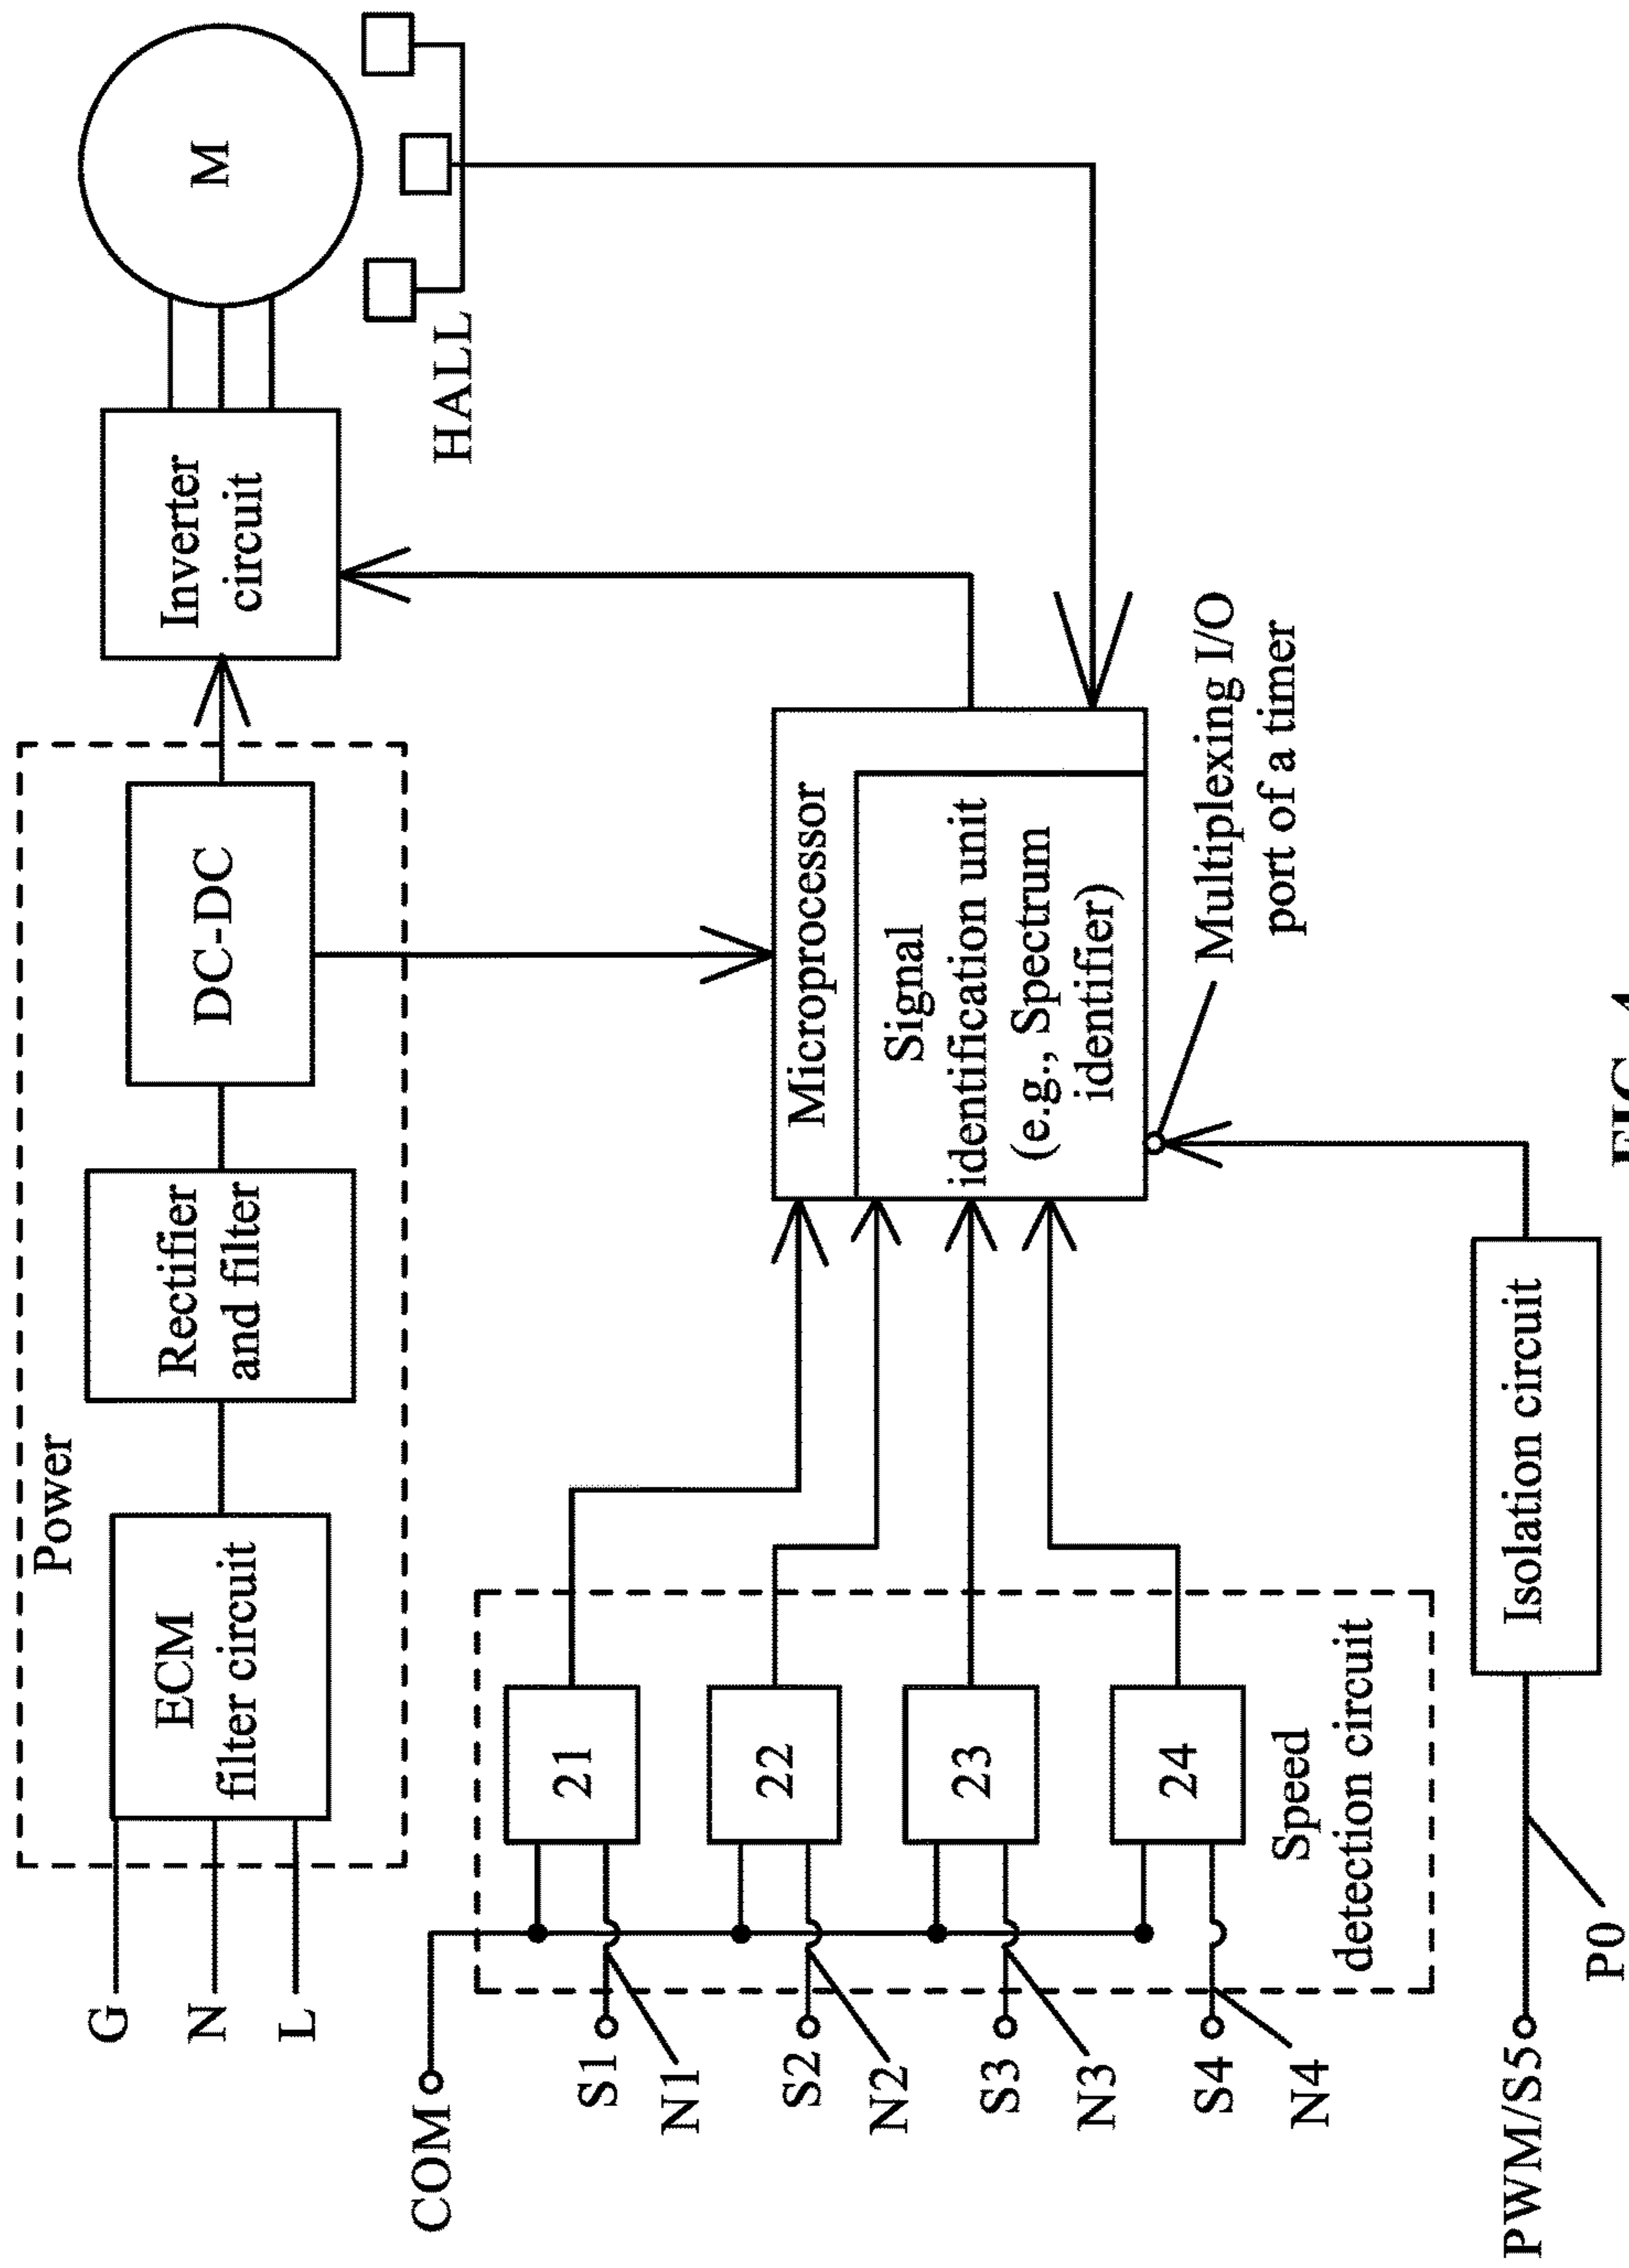 Power
G
N
L
ECM
filter circuit
Rectifier
and filter
DC-DC
Inverter
circuit
M
HALL
COM
S1
N1
S2
N2
S3
N3
S4
N4
21
22
23
24
Speed
detection circuit
Microprocessor
Signal
identification unit
(e.g., Spectrum
identifier)
Multiplexing I/O
port of a timer
PWM/S5
P0
Isolation circuit
FIG. 4